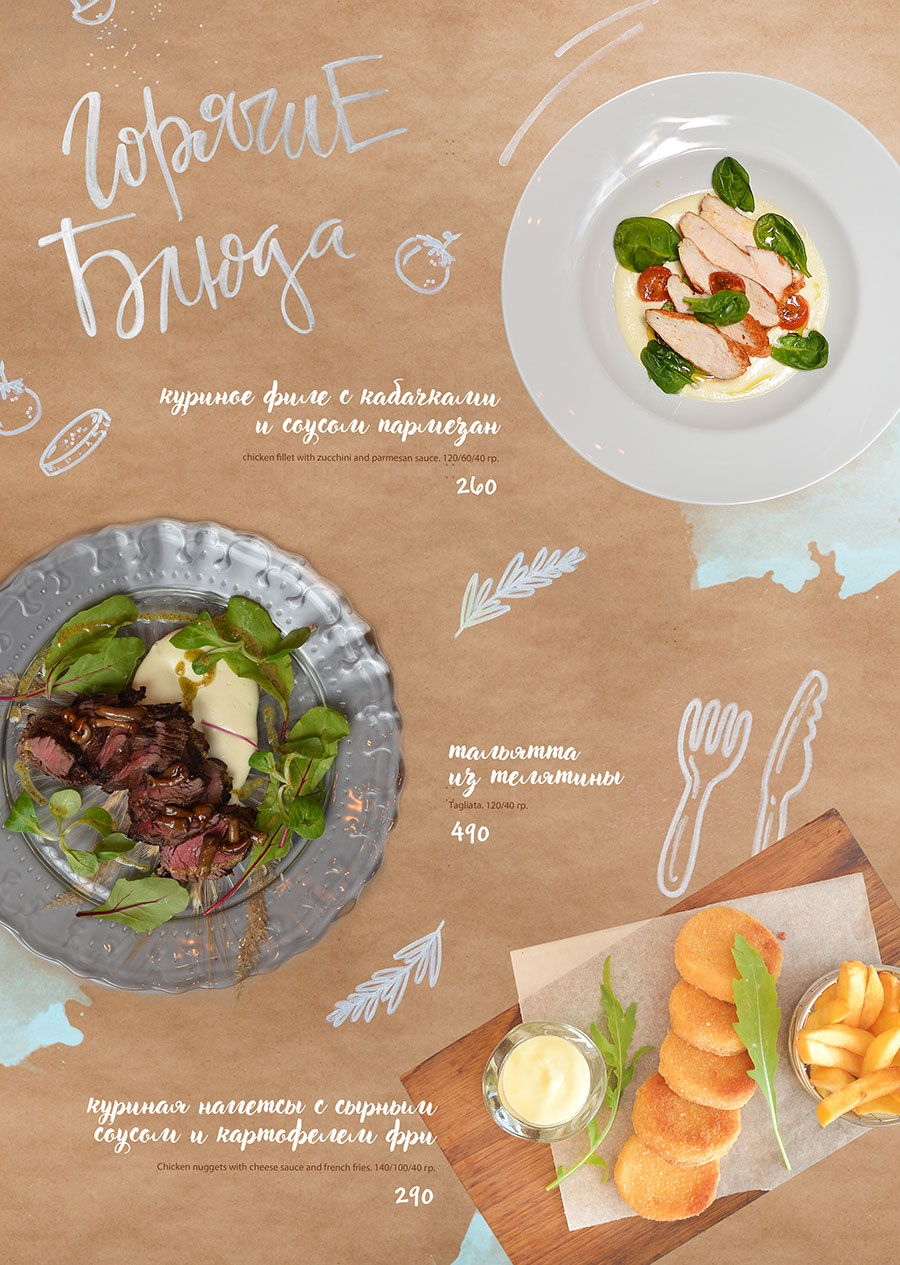 Горячие
Блюда
куриное филе с кабачками
и соусом пармезан
chicken fillet with zucchini and parmesan sauce. 120/60/40 гр.
260
тальятта
из телятины
Tagliata. 120/40 гр.
490
куриная наггетсы с сырным
соусом и картофелем фри
Chicken nuggets with cheese sauce and french fries. 140/100/40 гр.
290